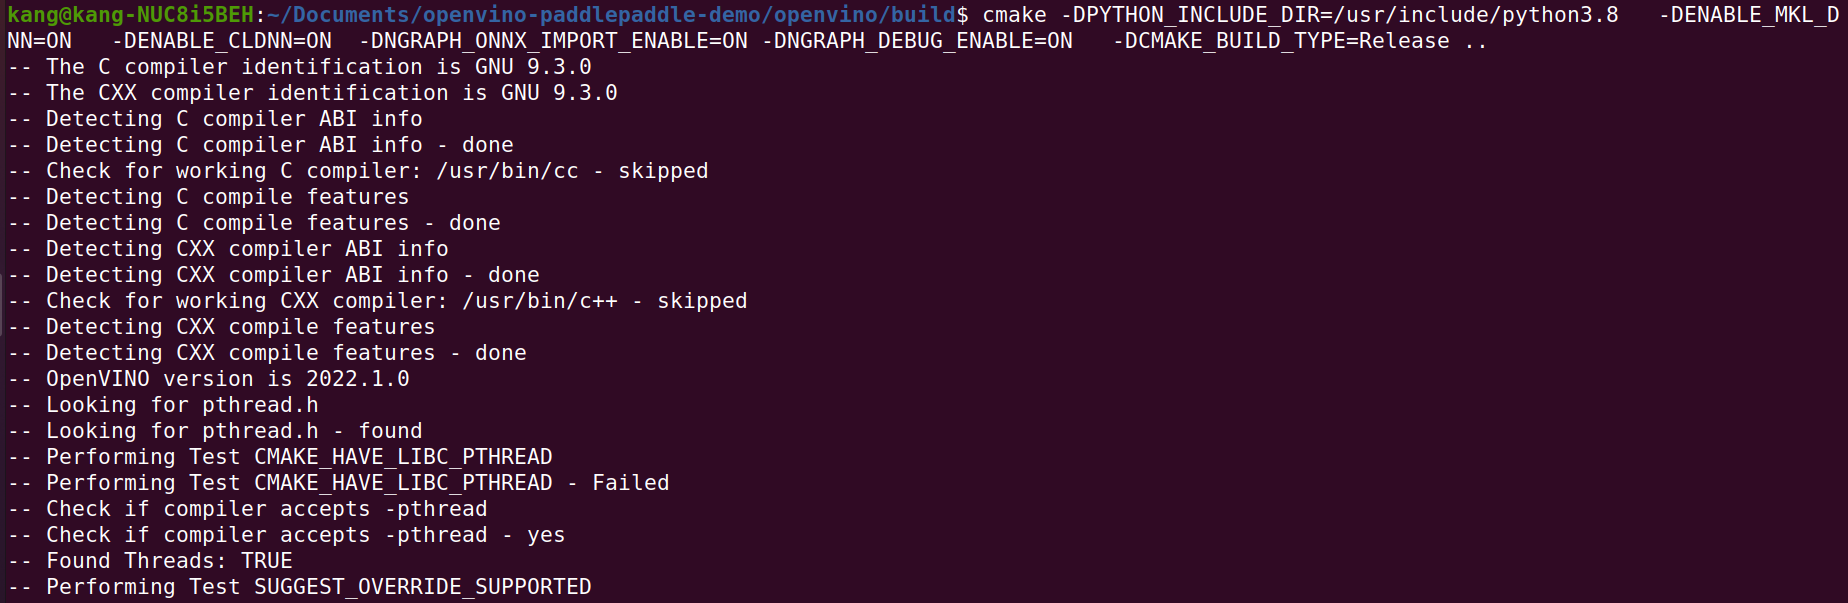 kang@kang-NUC8i5BEH:~/Documents/openvino-paddlepaddle-demo/openvino/build$ cmake -DPYTHON_INCLUDE_DIR=/usr/include/python3.8   -DENABLE_MKL_D
NN=ON   -DENABLE_CLDNN=ON  -DNGRAPH_ONNX_IMPORT_ENABLE=ON -DNGRAPH_DEBUG_ENABLE=ON   -DCMAKE_BUILD_TYPE=Release ..
-- The C compiler identification is GNU 9.3.0
-- The CXX compiler identification is GNU 9.3.0
-- Detecting C compiler ABI info
-- Detecting C compiler ABI info - done
-- Check for working C compiler: /usr/bin/cc - skipped
-- Detecting C compile features
-- Detecting C compile features - done
-- Detecting CXX compiler ABI info
-- Detecting CXX compiler ABI info - done
-- Check for working CXX compiler: /usr/bin/c++ - skipped
-- Detecting CXX compile features
-- Detecting CXX compile features - done
-- OpenVINO version is 2022.1.0
-- Looking for pthread.h
-- Looking for pthread.h - found
-- Performing Test CMAKE_HAVE_LIBC_PTHREAD
-- Performing Test CMAKE_HAVE_LIBC_PTHREAD - Failed
-- Check if compiler accepts -pthread
-- Check if compiler accepts -pthread - yes
-- Found Threads: TRUE
-- Performing Test SUGGEST_OVERRIDE_SUPPORTED